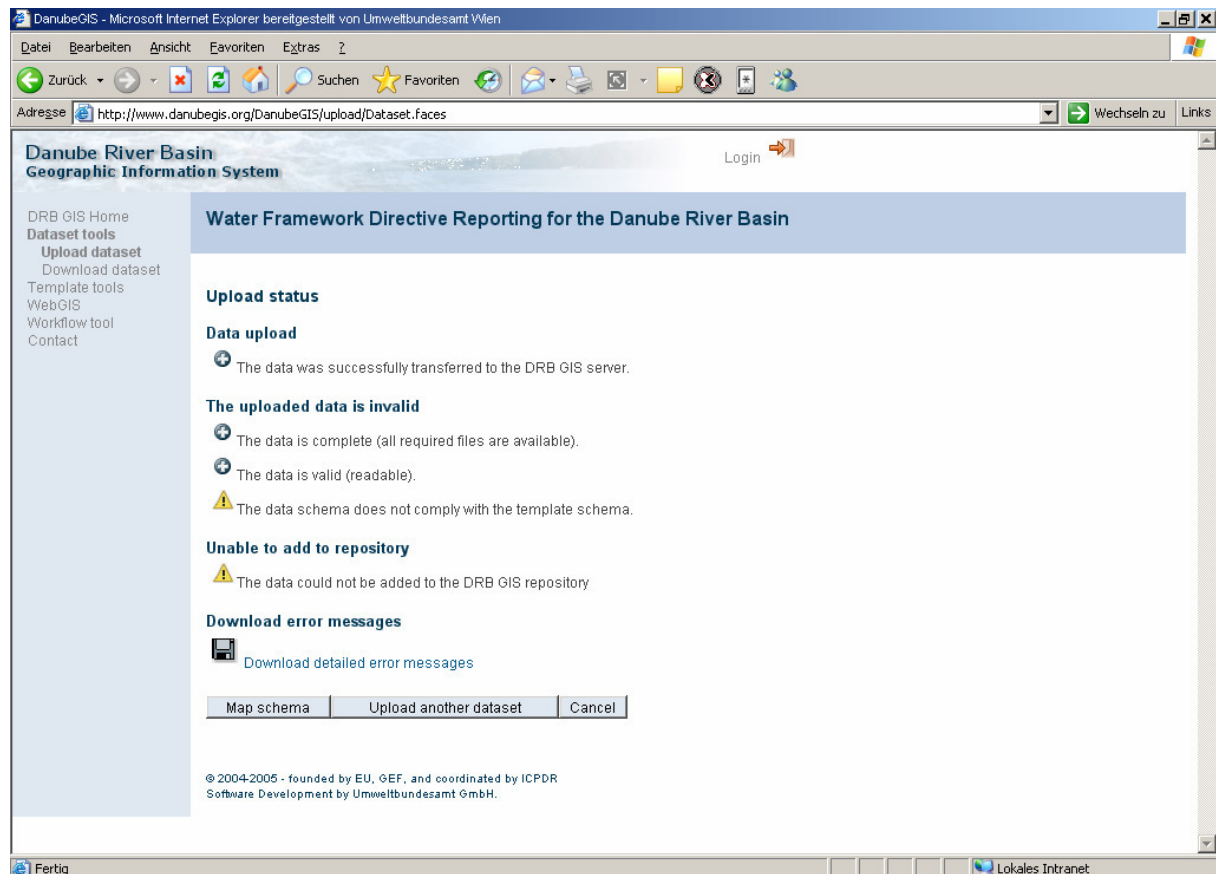 DanubeGIS - Microsoft Internet Explorer bereitgestellt von Umweltbundesamt Wien
Datei Bearbeiten Ansicht Favoriten Extras ?
Zurück Suchen Favoriten
Adresse http://www.danubegis.org/DanubeGIS/upload/Dataset.faces Wechseln zu Links
Danube River Basin
Geographic Information System
Login
DRB GIS Home
Dataset tools
Upload dataset
Download dataset
Template tools
WebGIS
Workflow tool
Contact
Water Framework Directive Reporting for the Danube River Basin
Upload status
Data upload
The data was successfully transferred to the DRB GIS server.
The uploaded data is invalid
The data is complete (all required files are available).
The data is valid (readable).
The data schema does not comply with the template schema.
Unable to add to repository
The data could not be added to the DRB GIS repository
Download error messages
Download detailed error messages
Map schema Upload another dataset Cancel
© 2004-2005 - founded by EU, GEF, and coordinated by ICPDR
Software Development by Umweltbundesamt GmbH.
Fertig Lokales Intranet